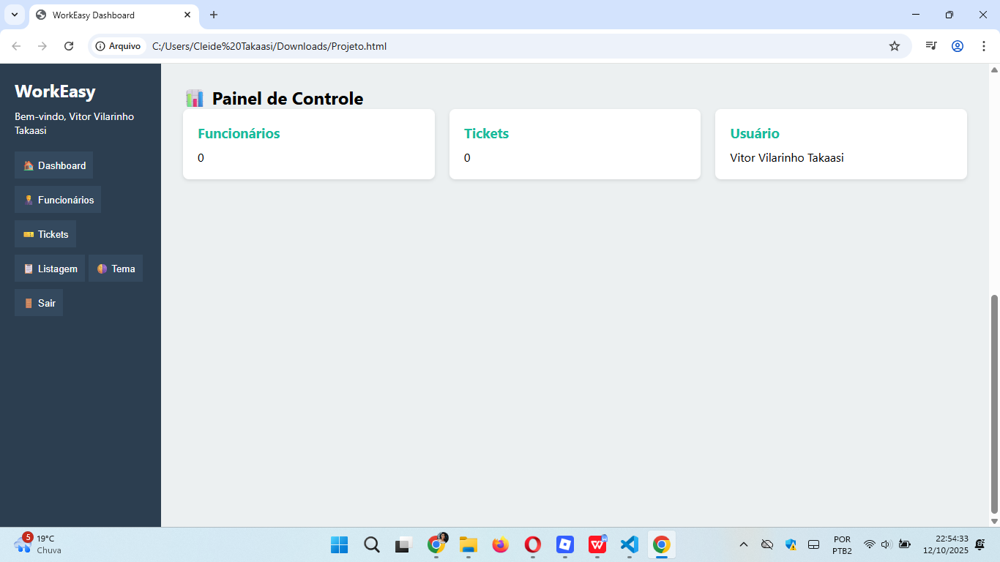 WorkEasy Dashboard
Arquivo C:/Users/Cleide%20Takaasi/Downloads/Projeto.html
WorkEasy
Bem-vindo, Vitor Vilarinho
Takaasi
Dashboard
Funcionários
Tickets
Listagem Tema
Sair
Painel de Controle
Funcionários
0
Tickets
0
Usuário
Vitor Vilarinho Takaasi
5
19°C
Chuva
W
POR
PTB2
22:54:33
12/10/2025